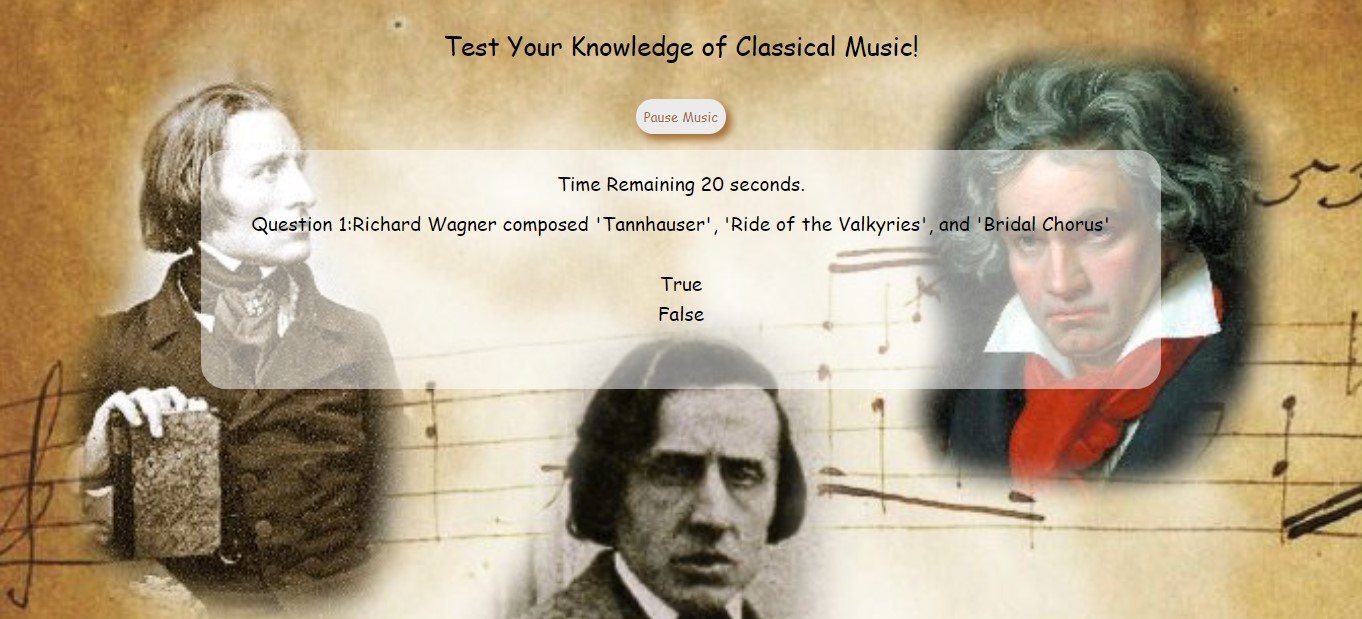 Test Your Knowledge of Classical Music!
Pause Music
Time Remaining 20 seconds.
Question 1:Richard Wagner composed 'Tannhauser', 'Ride of the Valkyries', and 'Bridal Chorus'
True
False
53